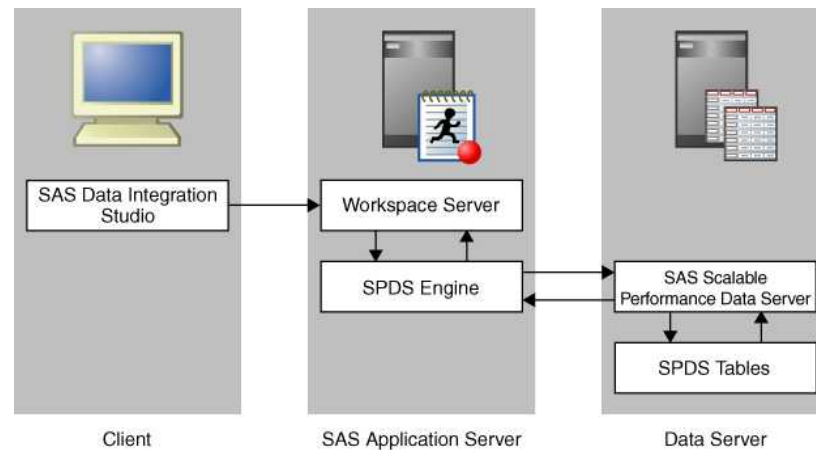 SAS Data Integration
Studio
Workspace Server
SPDS Engine
SAS Scalable
Performance Data Server
SPDS Tables
Client
SAS Application Server
Data Server